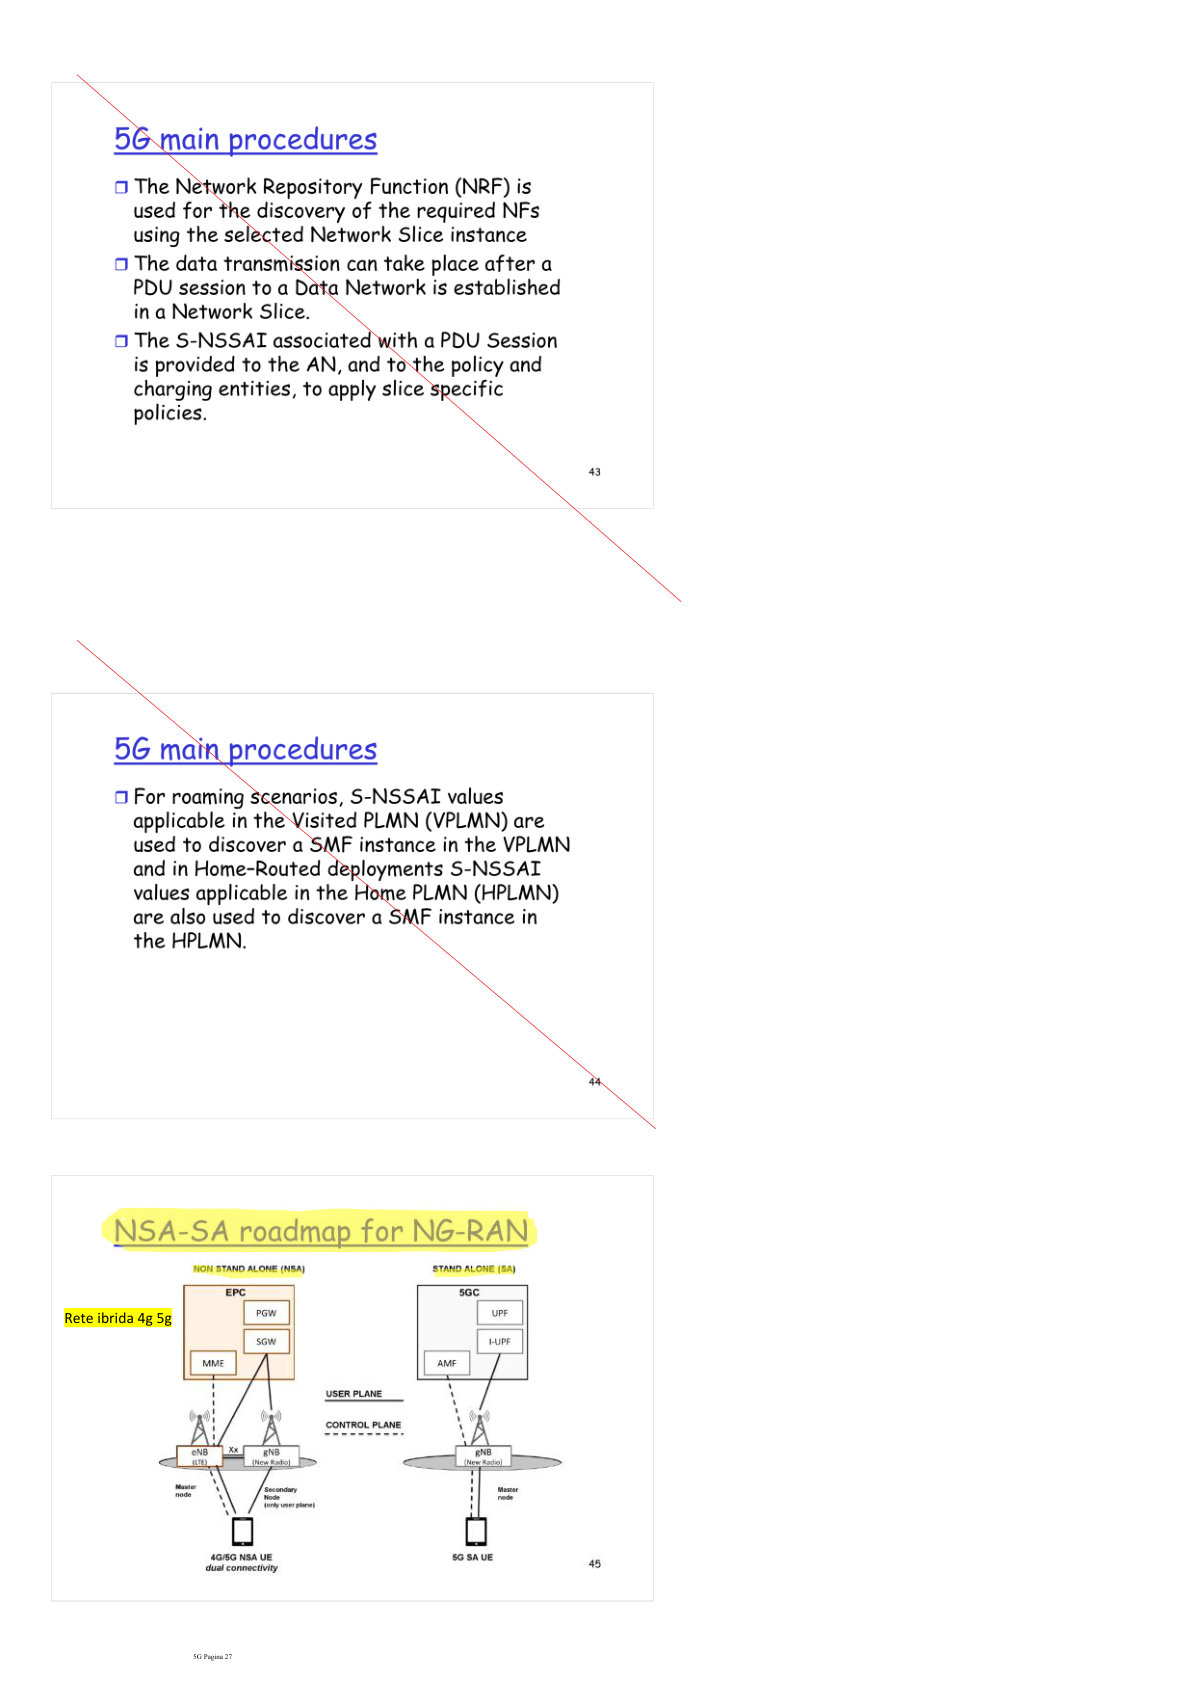 5G main procedures
The Network Repository Function (NRF) is
used for the discovery of the required NFs
using the selected Network Slice instance
The data transmission can take place after a
PDU session to a Data Network is established
in a Network Slice.
The S-NSSAI associated with a PDU Session
is provided to the AN, and to the policy and
charging entities, to apply slice specific
policies.
43
5G main procedures
For roaming scenarios, S-NSSAI values
applicable in the Visited PLMN (VPLMN) are
used to discover a SMF instance in the VPLMN
and in Home-Routed deployments S-NSSAI
values applicable in the Home PLMN (HPLMN)
are also used to discover a SMF instance in
the HPLMN.
44
NSA-SA roadmap for NG-RAN
NON STAND ALONE (NSA)
STAND ALONE (SA)
Rete ibrida 4g 5g
EPC
PGW
SGW
MME
5GC
UPF
I-UPF
AMF
USER PLANE
CONTROL PLANE
eNB
(LTE)
Xx
gNB
(New Radio)
gNB
(New Radio)
Master
node
Secondary
Node
(only user plane)
Master
node
4G/5G NSA UE
dual connectivity
5G SA UE
45
5G Pagina 27